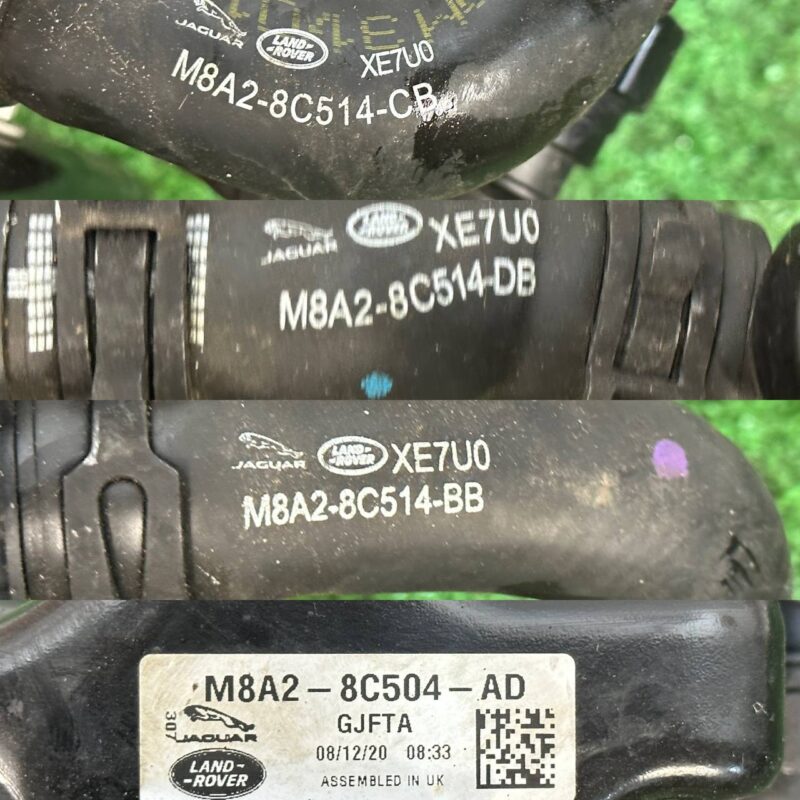 JAGUAR
LAND-
-ROVER
XE7U0
M8A2-8C514-CB
JAGUAR
LAND-
-ROVER
XE7U0
M8A2-8C514-DB
JAGUAR
LAND-
-ROVER
XE7U0
M8A2-8C514-BB
M8A2-8C504-AD
307
JAGUAR
GJFTA
08/12/20 08:33
LAND-
-ROVER
ASSEMBLED IN UK